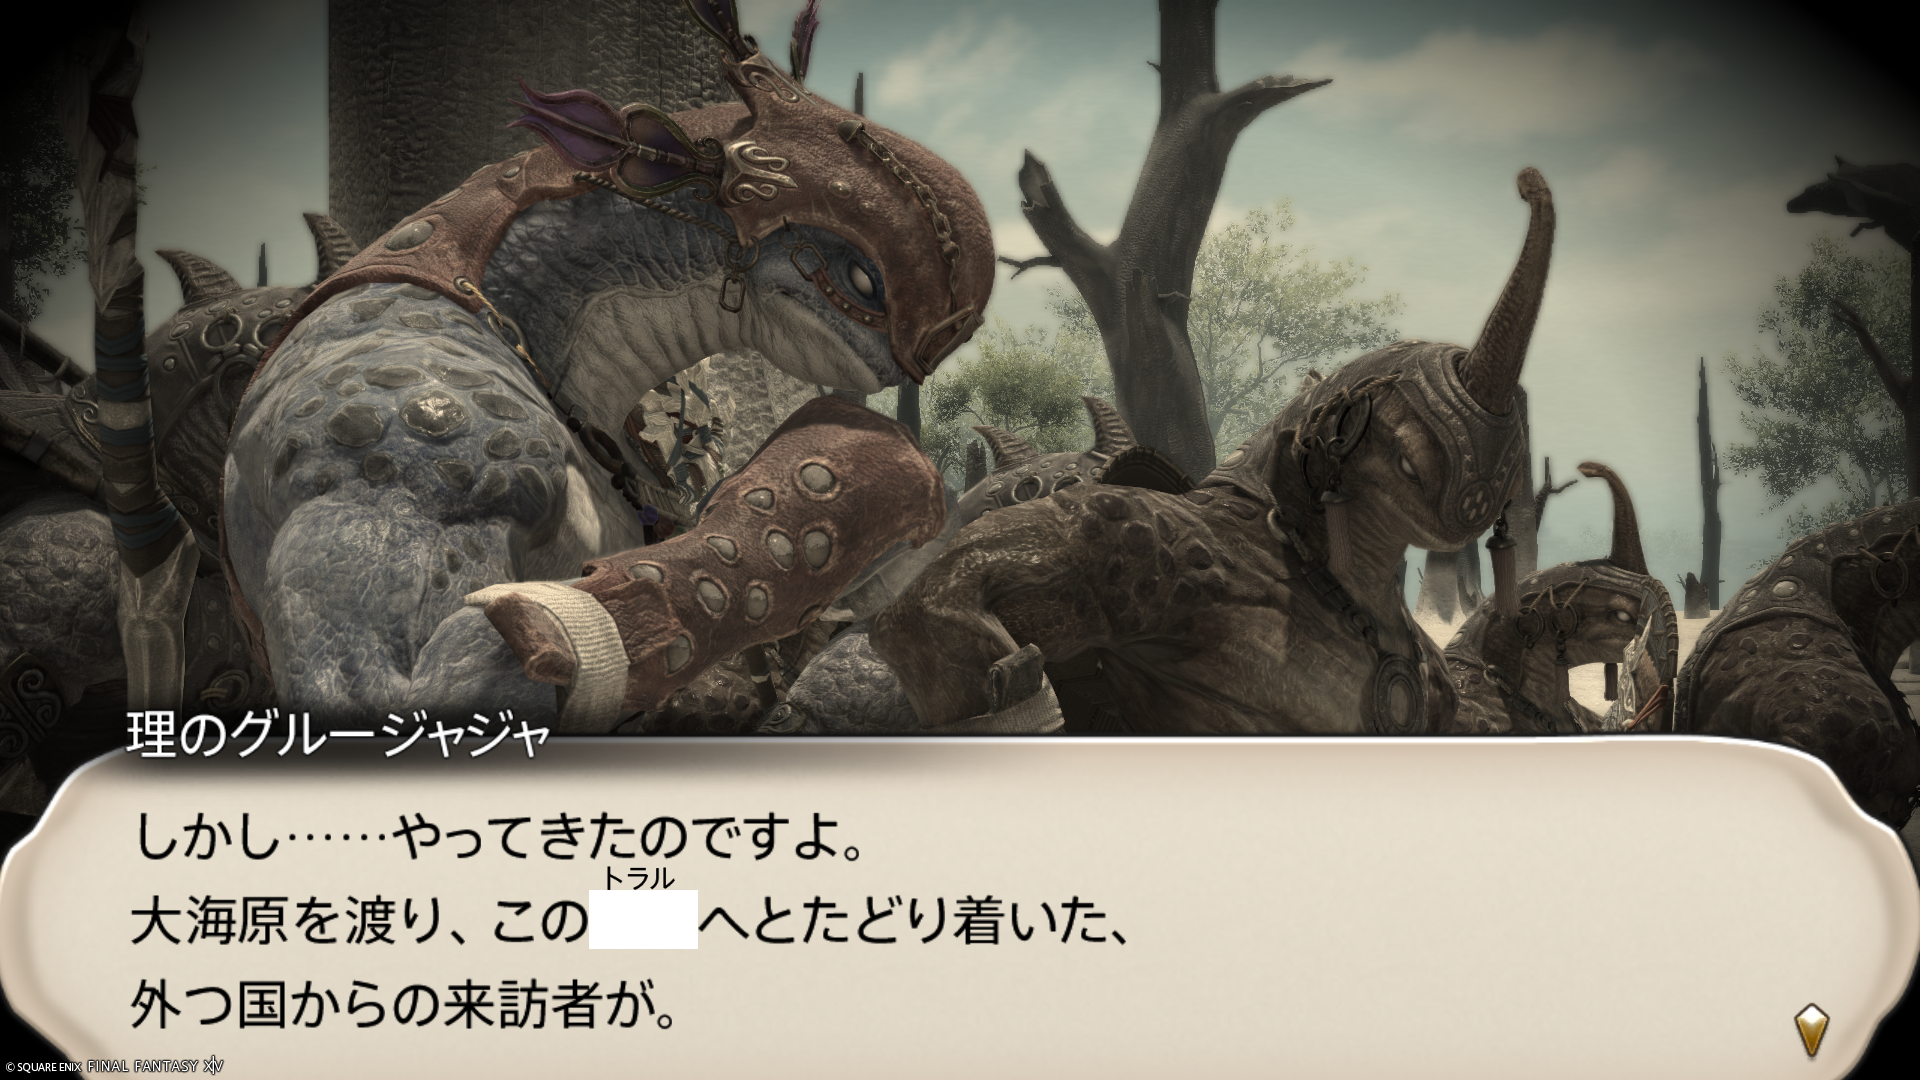 理のグルージャジャ
しかし……やってきたのですよ。
トラル
大海原を渡り、この へとたどり着いた、
外つ国からの来訪者が。
© SQUARE ENIX FINAL FANTASY XIV